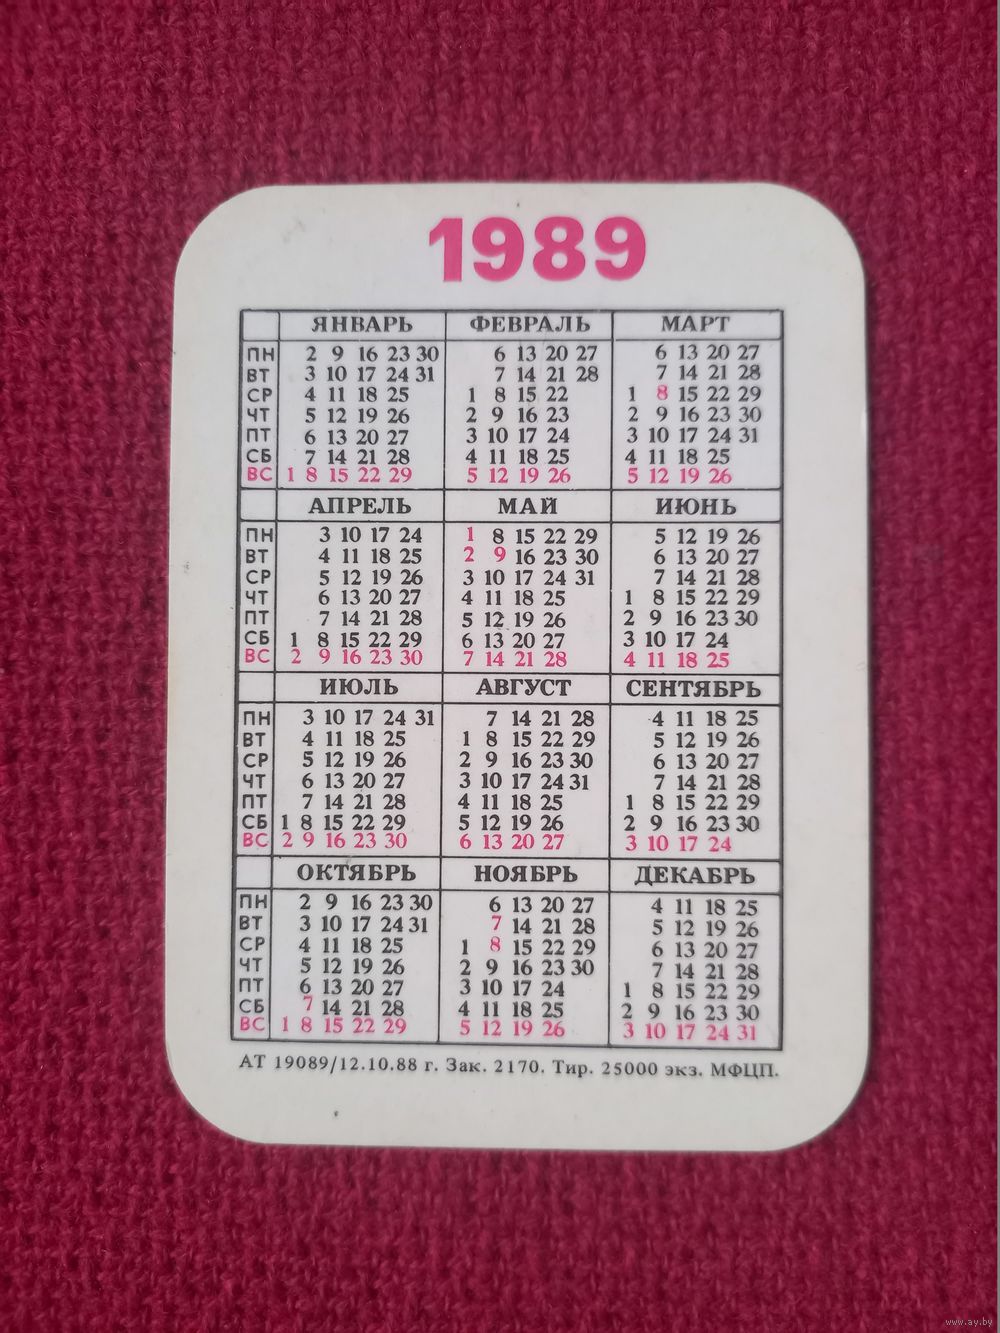 1989
ЯНВАРЬ ФЕВРАЛЬ МАРТ
ПН 2 9 16 23 30 6 13 20 27 6 13 20 27
ВТ 3 10 17 24 31 7 14 21 28 7 14 21 28
СР 4 11 18 25 1 8 15 22 1 8 15 22 29
ЧТ 5 12 19 26 2 9 16 23 2 9 16 23 30
ПТ 6 13 20 27 3 10 17 24 3 10 17 24 31
СБ 7 14 21 28 4 11 18 25 4 11 18 25
ВС 1 8 15 22 29 5 12 19 26 5 12 19 26
АПРЕЛЬ МАЙ ИЮНЬ
ПН 3 10 17 24 1 8 15 22 29 5 12 19 26
ВТ 4 11 18 25 2 9 16 23 30 6 13 20 27
СР 5 12 19 26 3 10 17 24 31 7 14 21 28
ЧТ 6 13 20 27 4 11 18 25 1 8 15 22 29
ПТ 7 14 21 28 5 12 19 26 2 9 16 23 30
СБ 1 8 15 22 29 6 13 20 27 3 10 17 24
ВС 2 9 16 23 30 7 14 21 28 4 11 18 25
ИЮЛЬ АВГУСТ СЕНТЯБРЬ
ПН 3 10 17 24 31 7 14 21 28 4 11 18 25
ВТ 4 11 18 25 1 8 15 22 29 5 12 19 26
СР 5 12 19 26 2 9 16 23 30 6 13 20 27
ЧТ 6 13 20 27 3 10 17 24 31 7 14 21 28
ПТ 7 14 21 28 4 11 18 25 1 8 15 22 29
СБ 1 8 15 22 29 5 12 19 26 2 9 16 23 30
ВС 2 9 16 23 30 6 13 20 27 3 10 17 24
ОКТЯБРЬ НОЯБРЬ ДЕКАБРЬ
ПН 2 9 16 23 30 6 13 20 27 4 11 18 25
ВТ 3 10 17 24 31 7 14 21 28 5 12 19 26
СР 4 11 18 25 1 8 15 22 29 6 13 20 27
ЧТ 5 12 19 26 2 9 16 23 30 7 14 21 28
ПТ 6 13 20 27 3 10 17 24 1 8 15 22 29
СБ 7 14 21 28 4 11 18 25 2 9 16 23 30
ВС 1 8 15 22 29 5 12 19 26 3 10 17 24 31
АТ 19089/12.10.88 г. Зак. 2170. Тир. 25000 экз. МФЦП.
www.ay.by